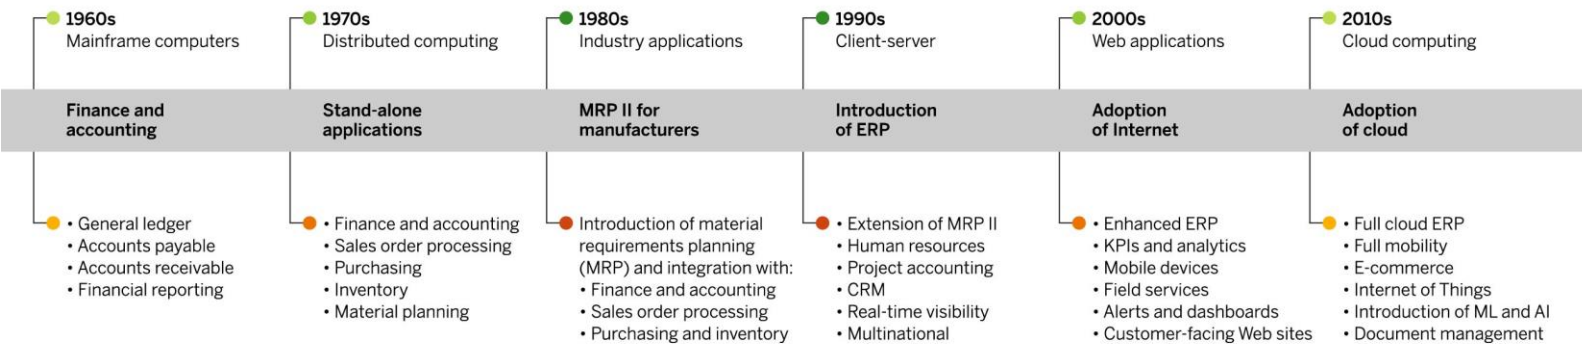 1960s
Mainframe computers
Finance and
accounting
• General ledger
• Accounts payable
• Accounts receivable
• Financial reporting
1970s
Distributed computing
Stand-alone
applications
• Finance and accounting
• Sales order processing
• Purchasing
• Inventory
• Material planning
1980s
Industry applications
MRP II for
manufacturers
Introduction of material
requirements planning
(MRP) and integration with:
• Finance and accounting
• Sales order processing
• Purchasing and inventory
1990s
Client-server
Introduction
of ERP
• Extension of MRP II
• Human resources
• Project accounting
• CRM
• Real-time visibility
• Multinational
2000s
Web applications
Adoption
of Internet
• Enhanced ERP
• KPIs and analytics
• Mobile devices
• Field services
• Alerts and dashboards
• Customer-facing Web sites
2010s
Cloud computing
Adoption
of cloud
• Full cloud ERP
• Full mobility
• E-commerce
• Internet of Things
• Introduction of ML and AI
• Document management